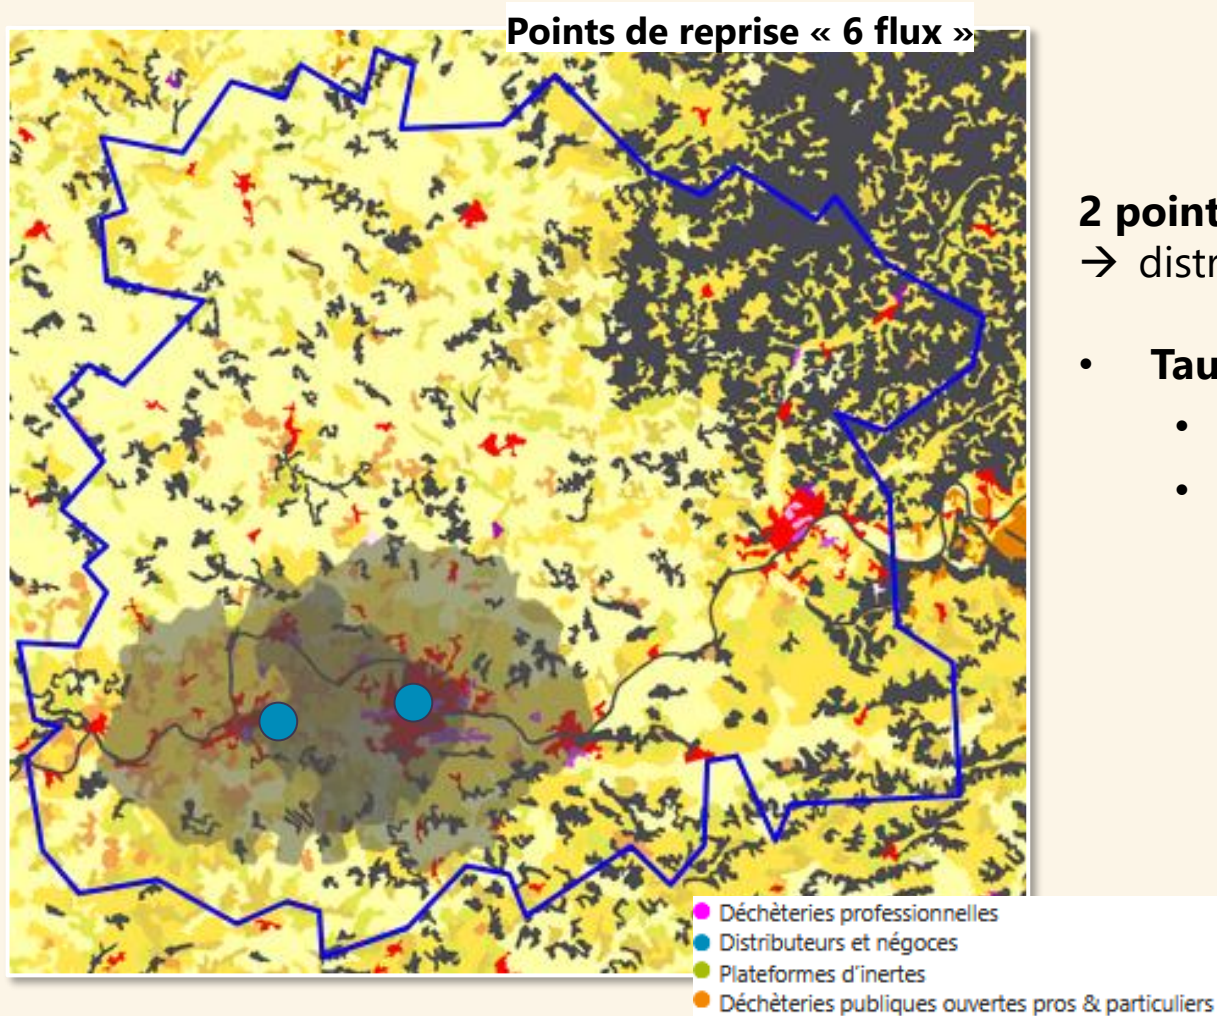 Points de reprise « 6 flux »
2 point
→ distr
• Tau
•
•
Déchèteries professionnelles
Distributeurs et négoces
Plateformes d'inertes
Déchèteries publiques ouvertes pros & particuliers